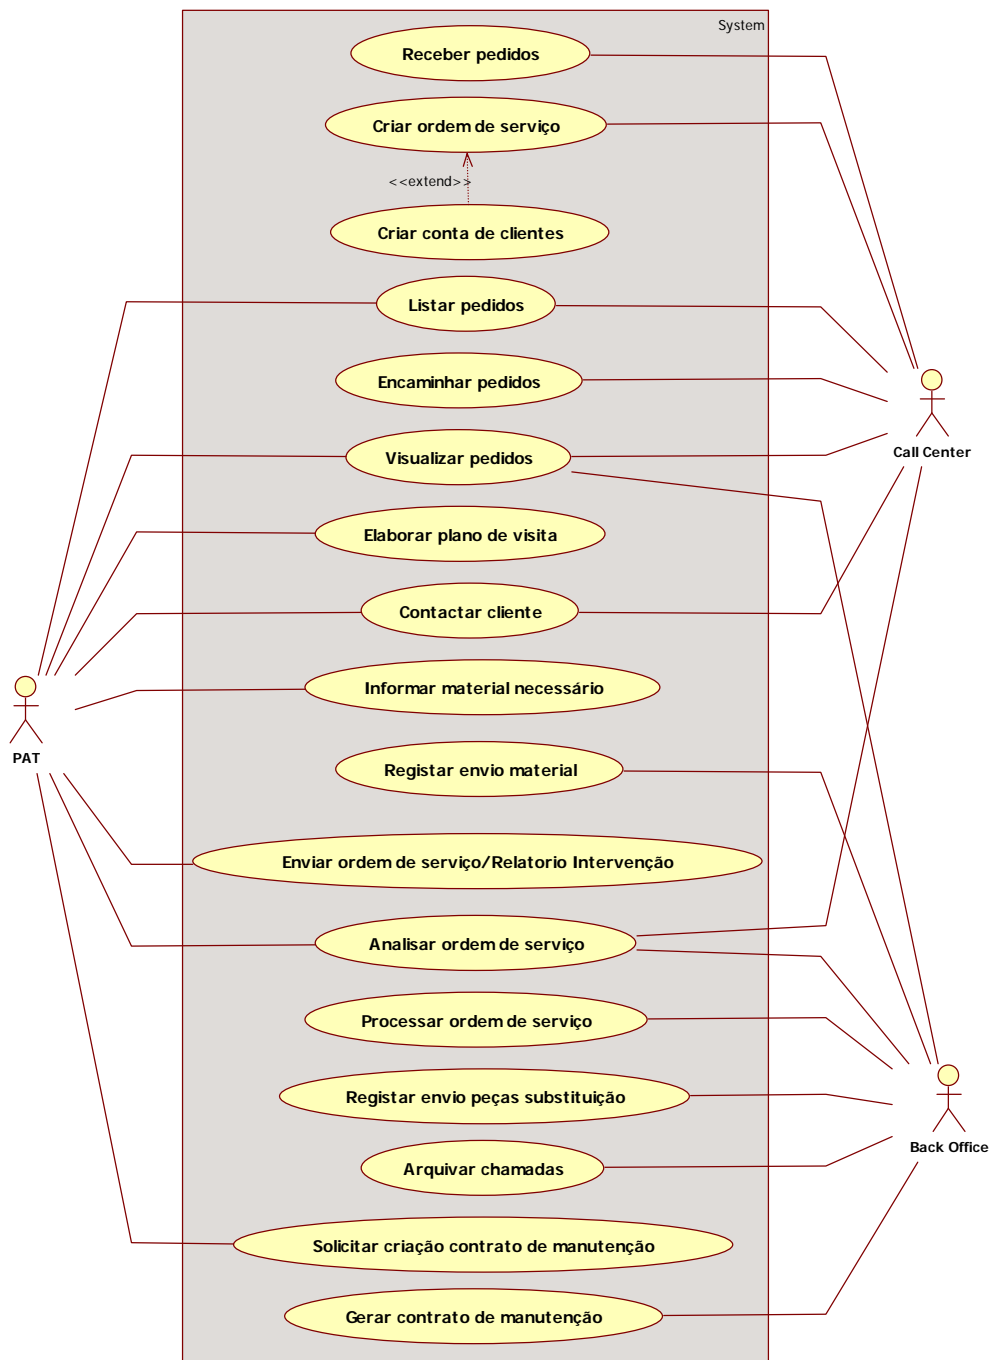 System
Receber pedidos
Criar ordem de serviço
<<extend>>
Criar conta de clientes
Listar pedidos
Encaminhar pedidos
Call Center
Visualizar pedidos
Elaborar plano de visita
Contactar cliente
Informar material necessário
PAT
Registar envio material
Enviar ordem de serviço/Relatorio Intervenção
Analisar ordem de serviço
Processar ordem de serviço
Registar envio peças substituição
Back Office
Arquivar chamadas
Solicitar criação contrato de manutenção
Gerar contrato de manutenção